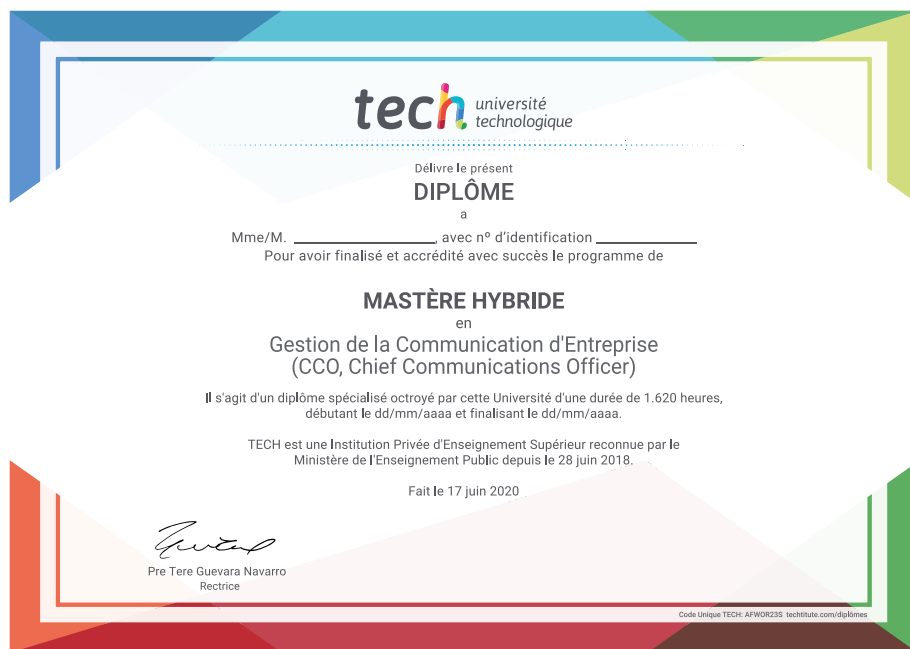 tech université
technologique
Délivre le présent
DIPLÔME
a
Mme/M. ____________, avec nº d'identification ____________
Pour avoir finalisé et accrédité avec succès le programme de
MASTÈRE HYBRIDE
en
Gestion de la Communication d'Entreprise
(CCO, Chief Communications Officer)
Il s'agit d'un diplôme spécialisé octroyé par cette Université d'une durée de 1.620 heures,
débutant le dd/mm/aaaa et finalisant le dd/mm/aaaa.
TECH est une Institution Privée d'Enseignement Supérieur reconnue par le
Ministère de l'Enseignement Public depuis le 28 juin 2018.
Fait le 17 juin 2020
Pre Tere Guevara Navarro
Rectrice
Code Unique TECH: AFWOR23S techtitute.com/diplômes